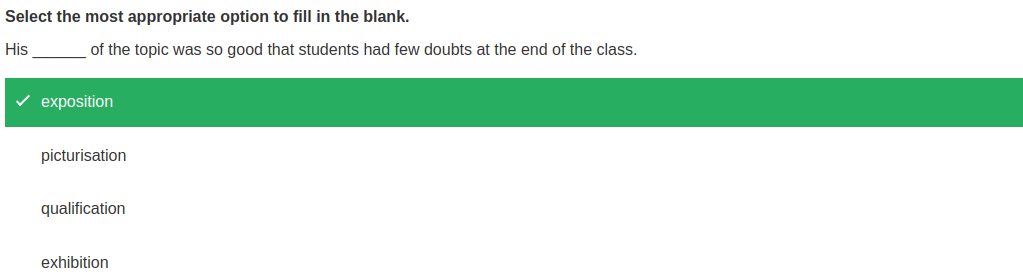 Select the most appropriate option to fill in the blank.
His ______ of the topic was so good that students had few doubts at the end of the class.
exposition
picturisation
qualification
exhibition